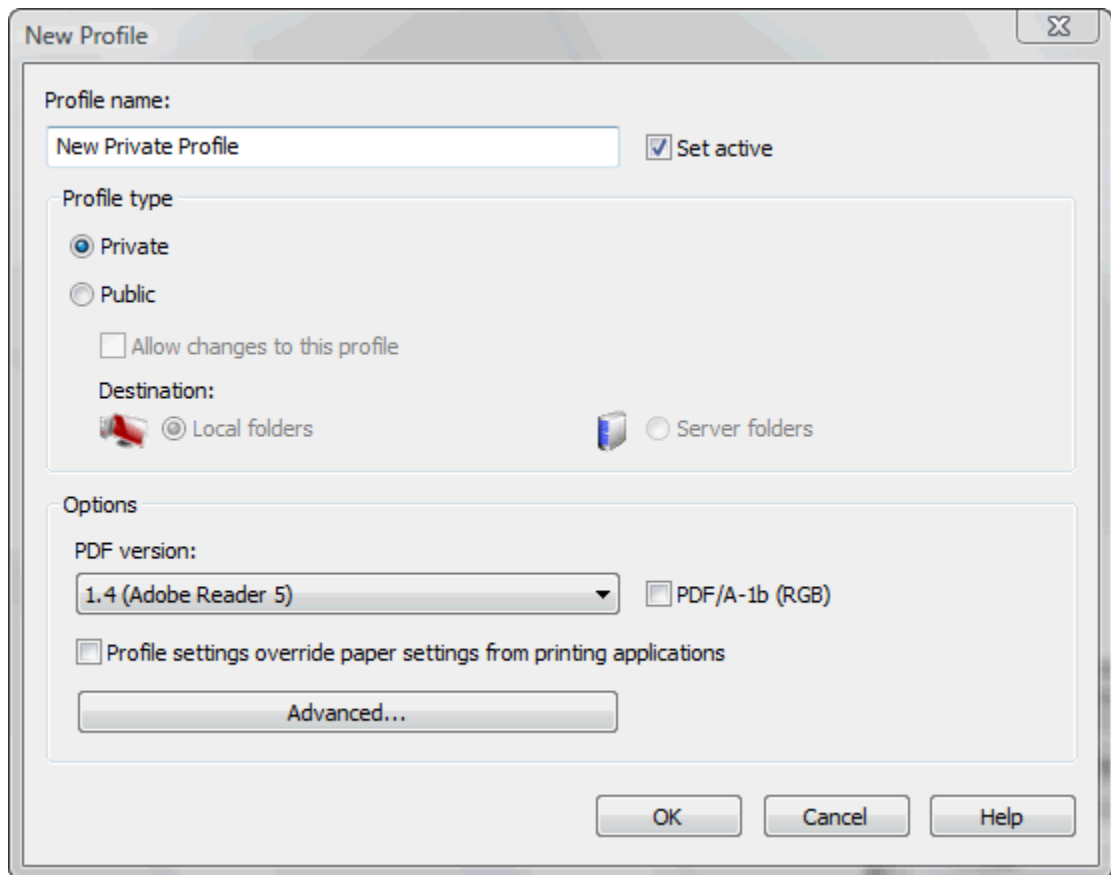 New Profile
Profile name:
New Private Profile
Set active
Profile type
Private
Public
Allow changes to this profile
Destination:
Local folders
Server folders
Options
PDF version:
1.4 (Adobe Reader 5)
PDF/A-1b (RGB)
Profile settings override paper settings from printing applications
Advanced...
OK
Cancel
Help